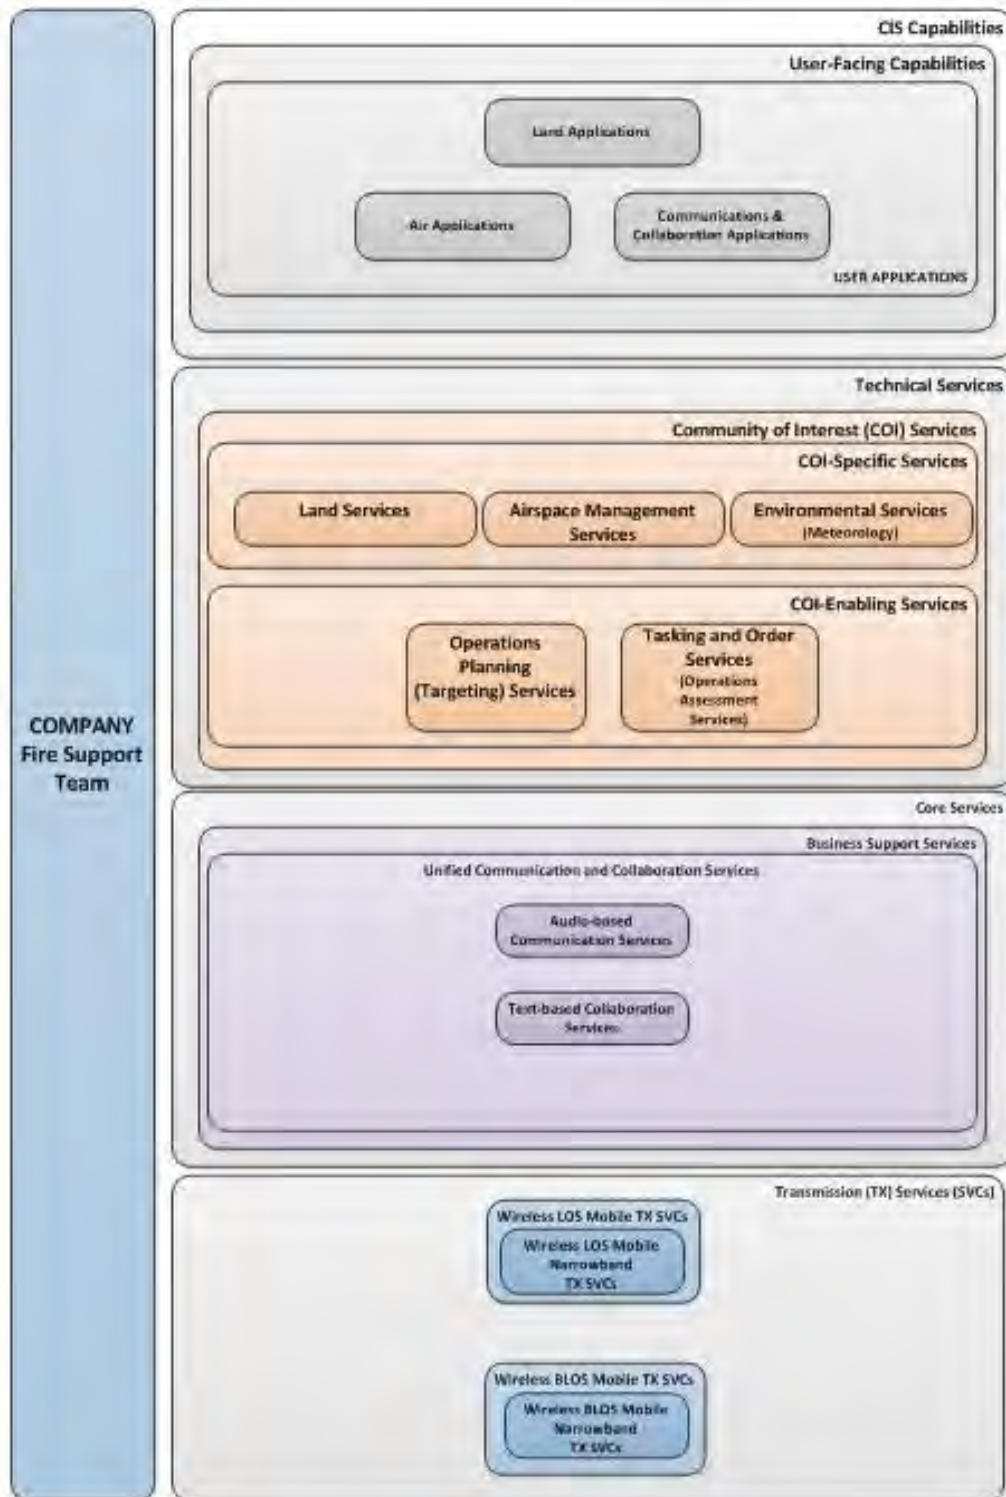 CIS Capabilities
User-Facing Capabilities
Land Applications
Air Applications
Communications &
Collaboration Applications
USER APPLICATIONS
Technical Services
Community of Interest (COI) Services
COI-Specific Services
Land Services
Airspace Management
Services
Environmental Services
(Meteorology)
COI-Enabling Services
Operations
Planning
(Targeting) Services
Tasking and Order
Services
(Operations
Assessment
Services)
COMPANY
Fire Support
Team
Core Services
Business Support Services
Unified Communication and Collaboration Services
Audio-based
Communication Services
Text-based Collaboration
Services
Transmission (TX) Services (SVCs)
Wireless LOS Mobile TX SVCs
Wireless LOS Mobile
Narrowband
TX SVCs
Wireless BLOS Mobile TX SVCs
Wireless BLOS Mobile
Narrowband
TX SVCs